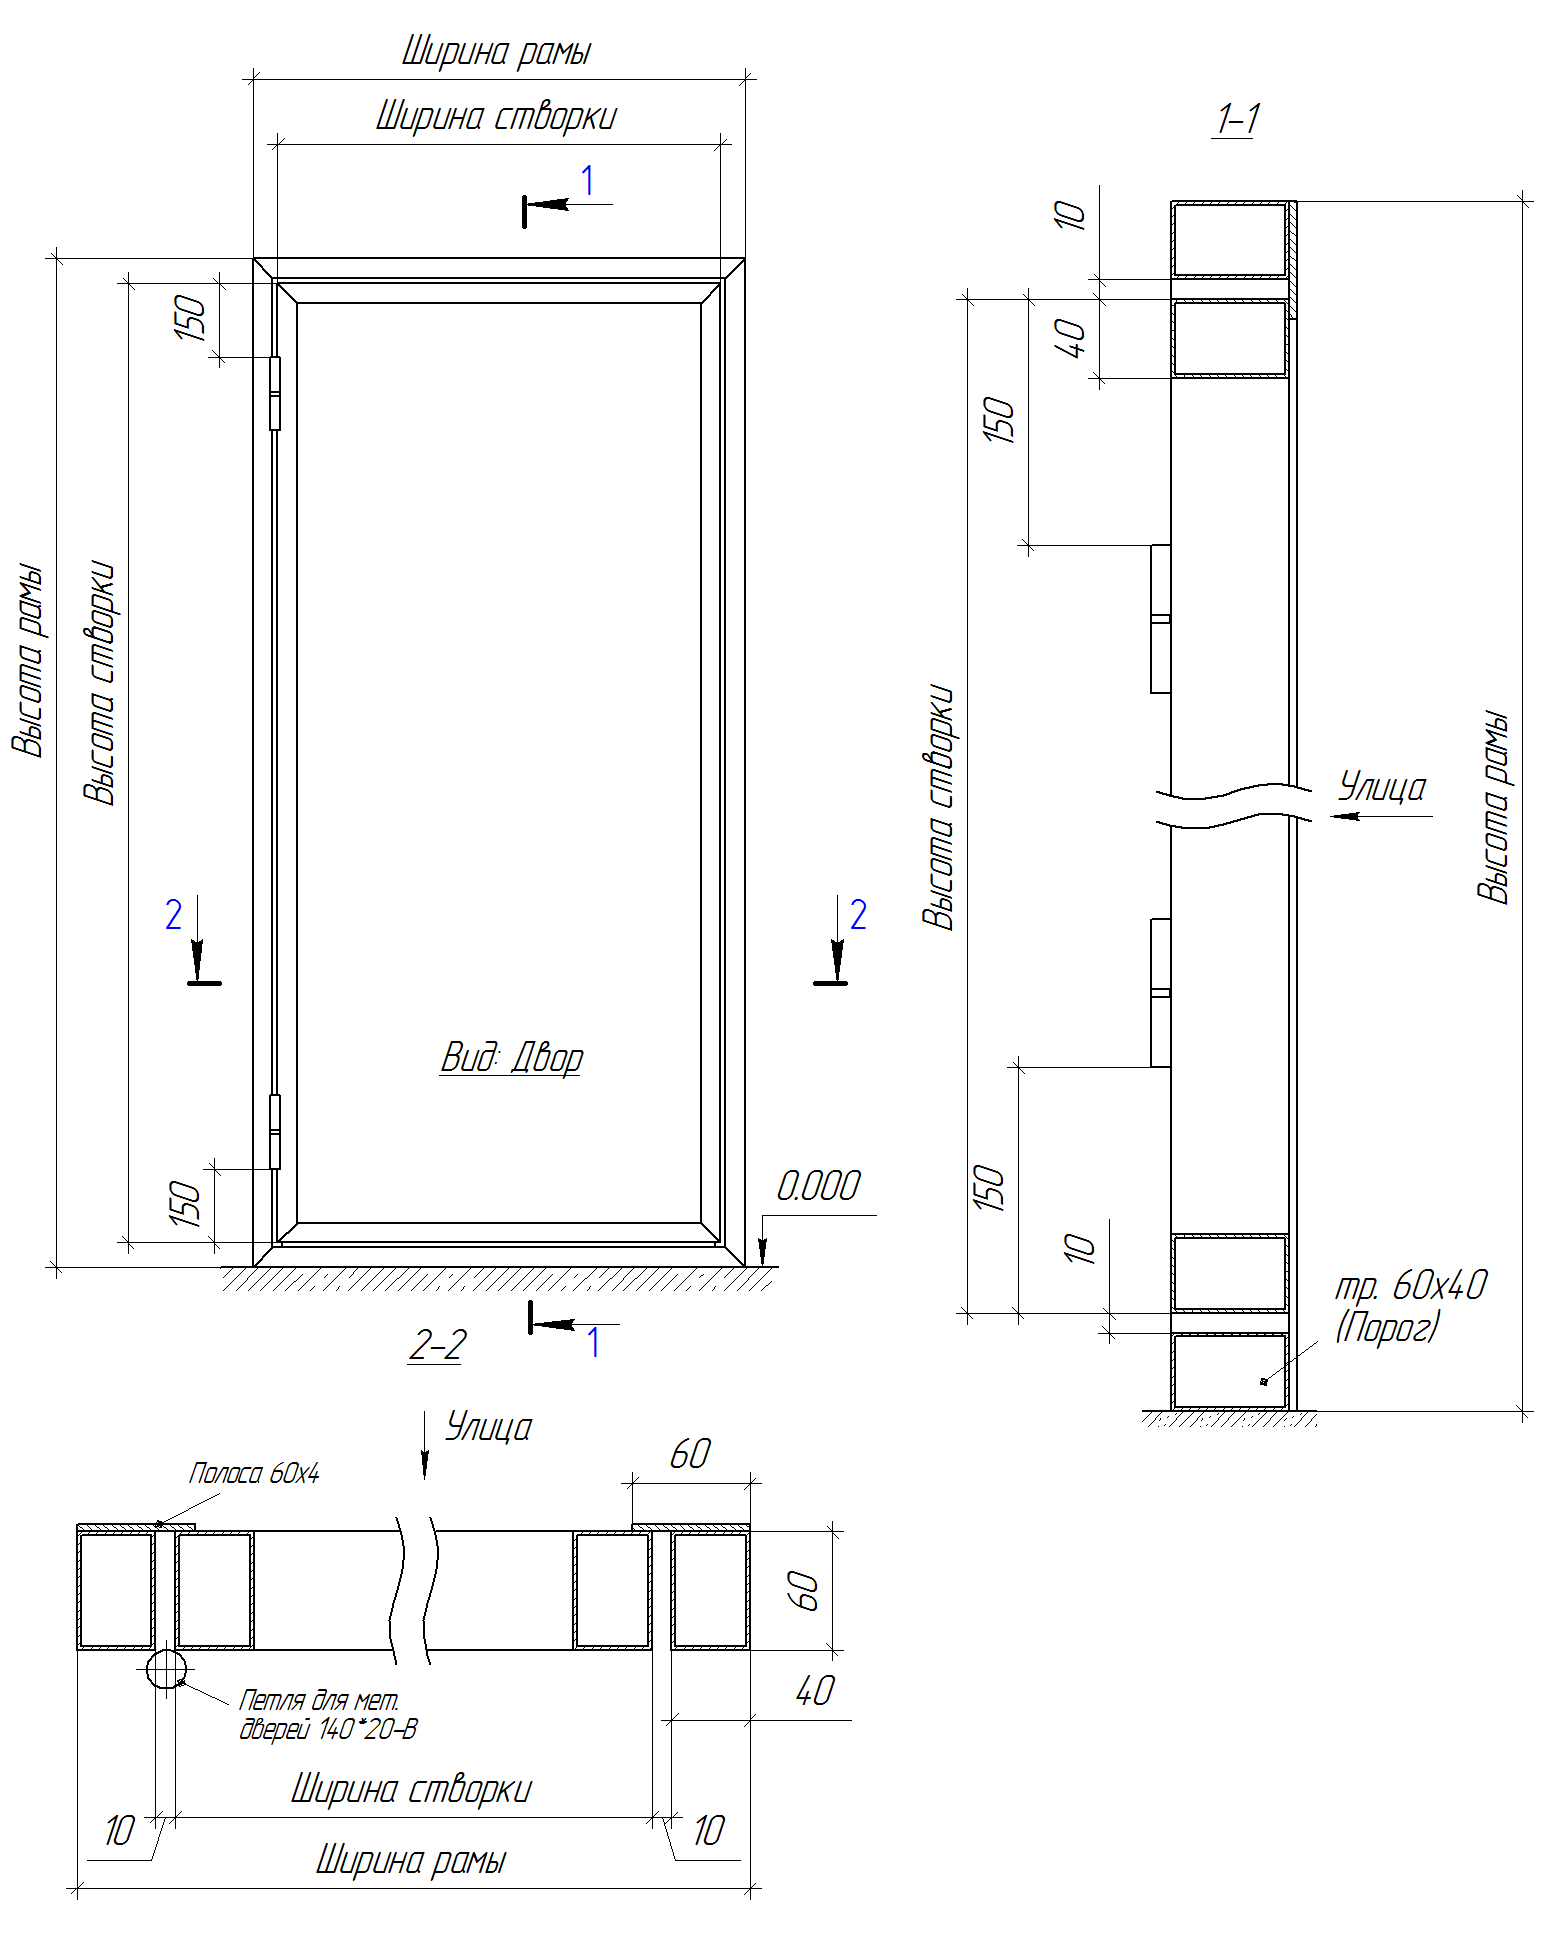 Ширина рамы
Ширина створки
1
150
Высота рамы
Высота створки
2
2
Вид: Двор
150
0.000
1
1-1
10
40
150
Высота створки
Улица
Высота рамы
150
10
тр. 60х40
(Порог)
2-2
Улица
Полоса 60х4
60
60
40
Петля для мет.
дверей 140*20-В
Ширина створки
10
10
Ширина рамы